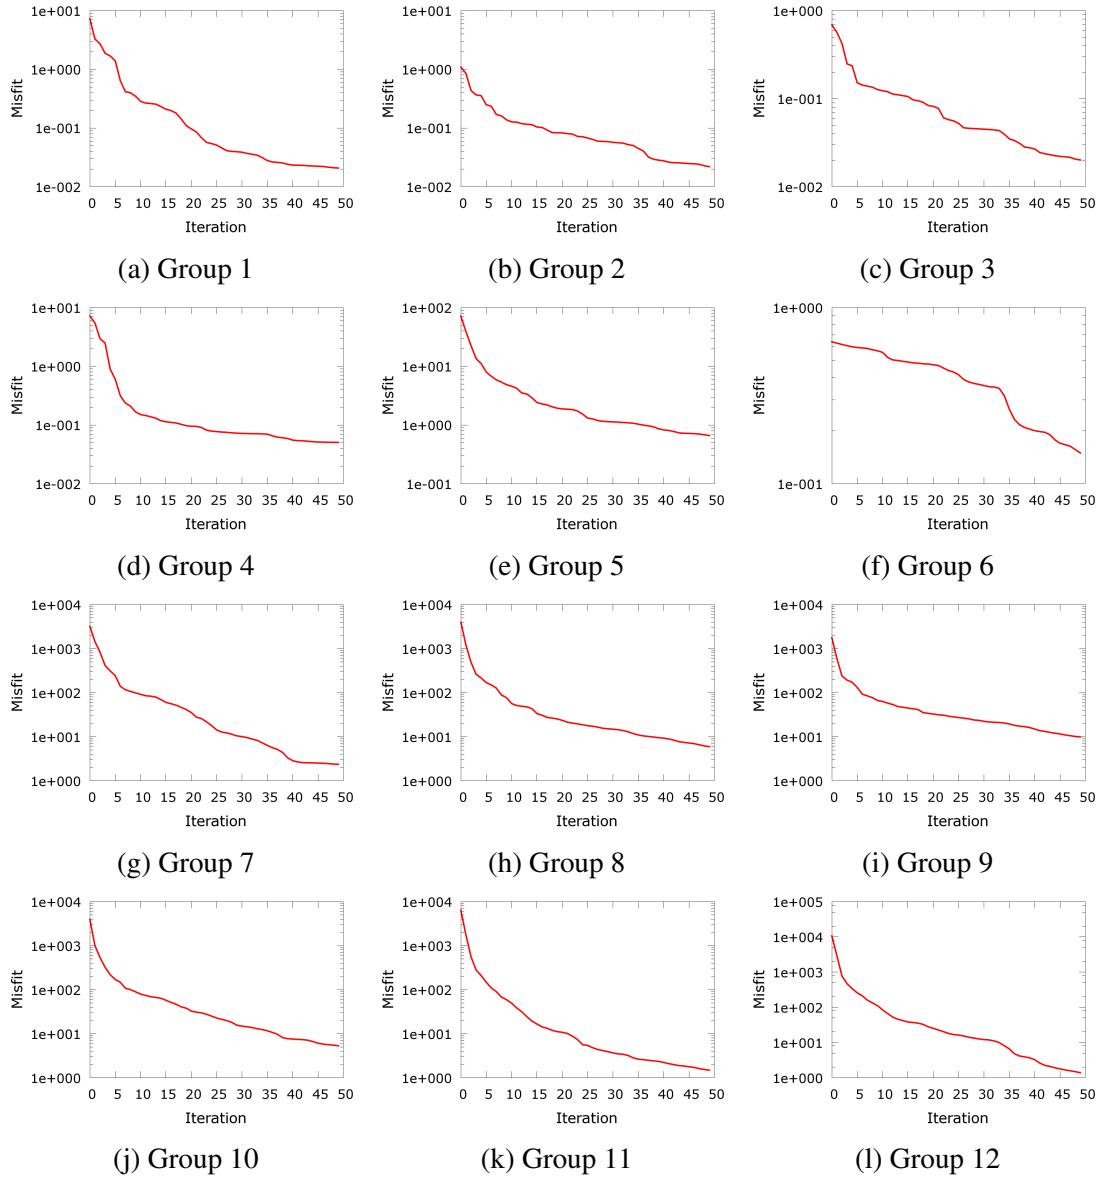 1e+001
1e+000
1e-001
1e-002
Misfit
0 5 10 15 20 25 30 35 40 45 50
Iteration
(a) Group 1
1e+001
1e+000
1e-001
1e-002
Misfit
0 5 10 15 20 25 30 35 40 45 50
Iteration
(b) Group 2
1e+000
1e-001
1e-002
Misfit
0 5 10 15 20 25 30 35 40 45 50
Iteration
(c) Group 3
1e+001
1e+000
1e-001
1e-002
Misfit
0 5 10 15 20 25 30 35 40 45 50
Iteration
(d) Group 4
1e+002
1e+001
1e+000
1e-001
Misfit
0 5 10 15 20 25 30 35 40 45 50
Iteration
(e) Group 5
1e+000
1e-001
Misfit
0 5 10 15 20 25 30 35 40 45 50
Iteration
(f) Group 6
1e+004
1e+003
1e+002
1e+001
1e+000
Misfit
0 5 10 15 20 25 30 35 40 45 50
Iteration
(g) Group 7
1e+004
1e+003
1e+002
1e+001
1e+000
Misfit
0 5 10 15 20 25 30 35 40 45 50
Iteration
(h) Group 8
1e+004
1e+003
1e+002
1e+001
1e+000
Misfit
0 5 10 15 20 25 30 35 40 45 50
Iteration
(i) Group 9
1e+004
1e+003
1e+002
1e+001
1e+000
Misfit
0 5 10 15 20 25 30 35 40 45 50
Iteration
(j) Group 10
1e+004
1e+003
1e+002
1e+001
1e+000
Misfit
0 5 10 15 20 25 30 35 40 45 50
Iteration
(k) Group 11
1e+005
1e+004
1e+003
1e+002
1e+001
1e+000
Misfit
0 5 10 15 20 25 30 35 40 45 50
Iteration
(l) Group 12